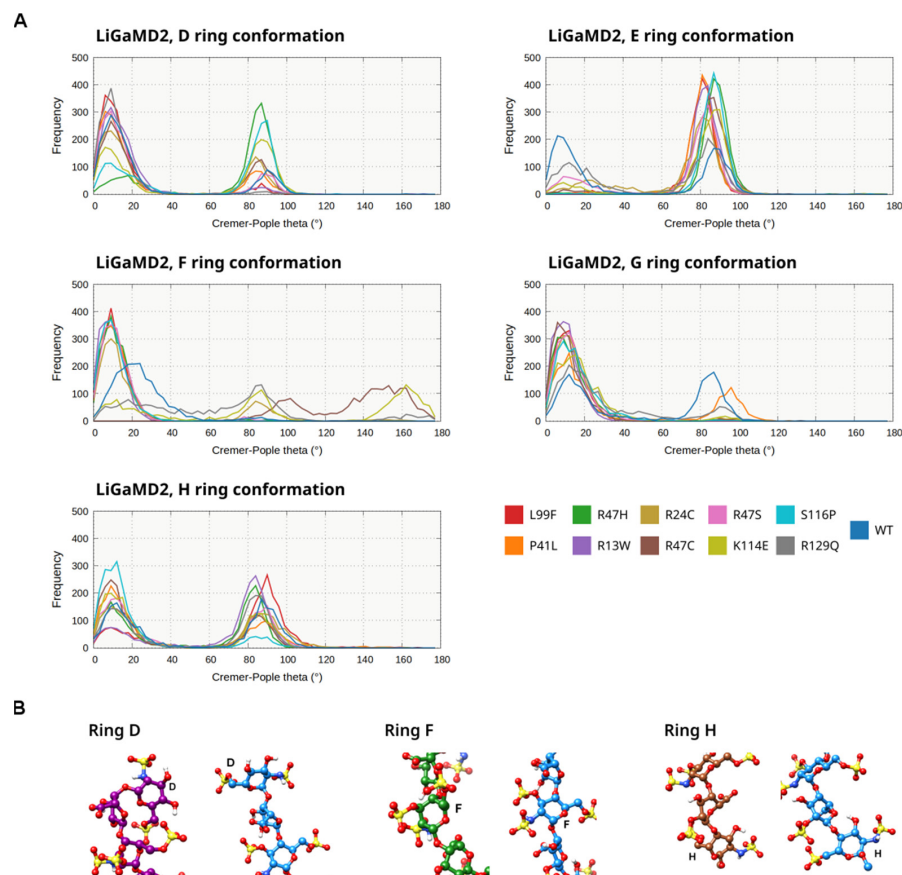 A
LiGaMD2, D ring conformation
500
400
300
200
100
0
Frequency
0 20 40 60 80 100 120 140 160 180
Cremer-Pople theta (°)
LiGaMD2, E ring conformation
500
400
300
200
100
0
Frequency
0 20 40 60 80 100 120 140 160 180
Cremer-Pople theta (°)
LiGaMD2, F ring conformation
500
400
300
200
100
0
Frequency
0 20 40 60 80 100 120 140 160 180
Cremer-Pople theta (°)
LiGaMD2, G ring conformation
500
400
300
200
100
0
Frequency
0 20 40 60 80 100 120 140 160 180
Cremer-Pople theta (°)
LiGaMD2, H ring conformation
500
400
300
200
100
0
Frequency
0 20 40 60 80 100 120 140 160 180
Cremer-Pople theta (°)
L99F R47H R24C R47S S116P WT
P41L R13W R47C K114E R129Q
B
Ring D
D
D
Ring F
F
F
Ring H
H
H